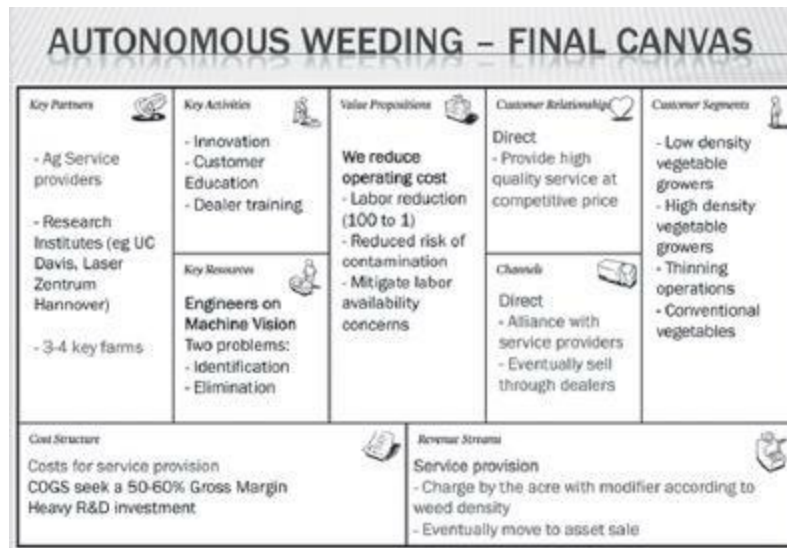 AUTONOMOUS WEEDING – FINAL CANVAS
Key Partners
- Ag Service
providers
- Research
Institutes (eg UC
Davis, Laser
Zentrum
Hannover)
- 3-4 key farms
Key Activities
- Innovation
- Customer
Education
- Dealer training
Key Resources
Engineers on
Machine Vision
Two problems:
- Identification
- Elimination
Value Propositions
We reduce
operating cost
- Labor reduction
(100 to 1)
- Reduced risk of
contamination
- Mitigate labor
availability
concerns
Customer Relationships
Direct
- Provide high
quality service at
competitive price
Channels
Direct
- Alliance with
service providers
- Eventually sell
through dealers
Customer Segments
- Low density
vegetable
growers
- High density
vegetable
growers
- Thinning
operations
- Conventional
vegetables
Cost Structure
Costs for service provision
COGS seek a 50-60% Gross Margin
Heavy R&D investment
Revenue Streams
Service provision
- Charge by the acre with modifier according to
weed density
- Eventually move to asset sale